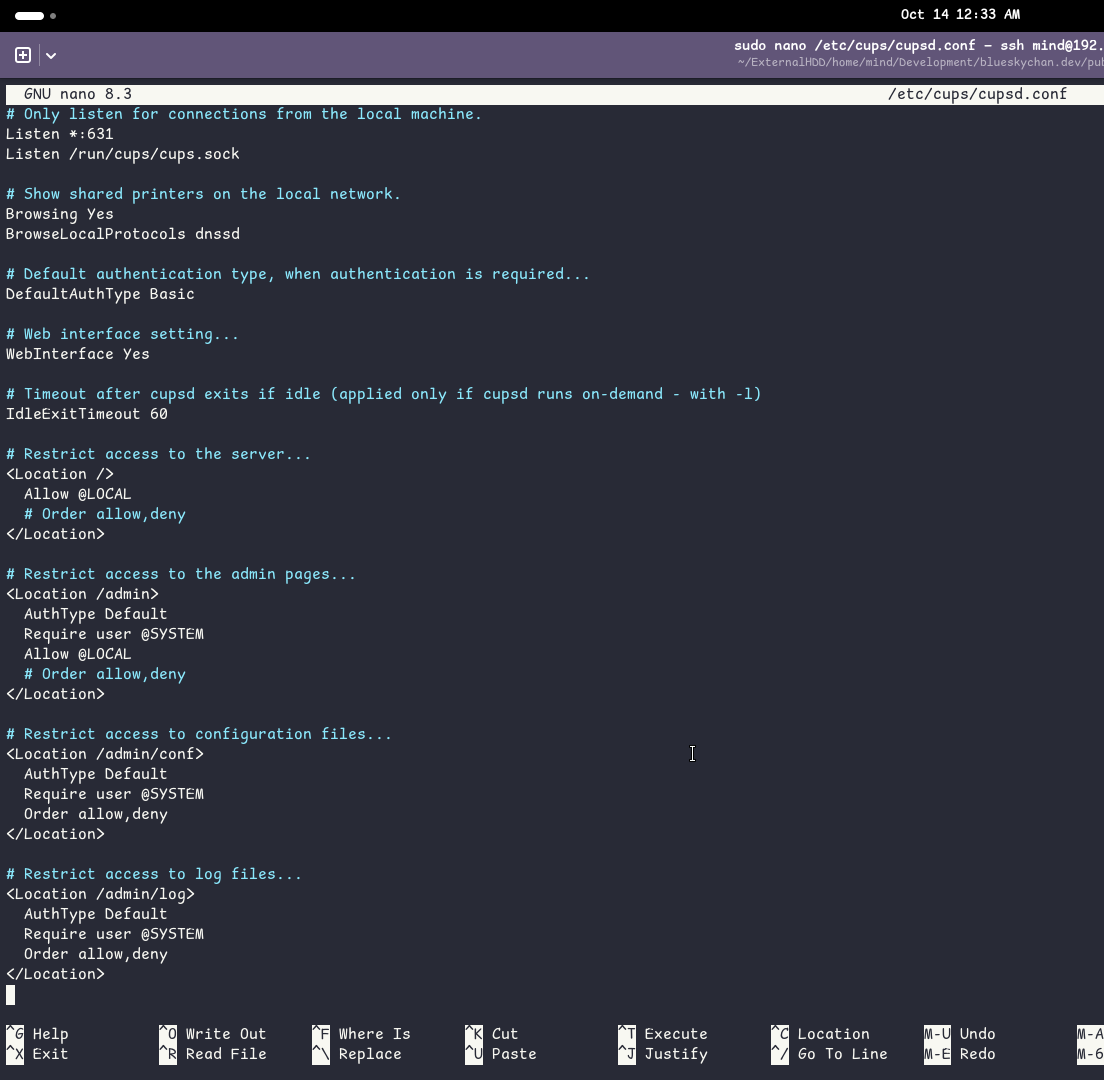 Oct 14 12:33 AM
sudo nano /etc/cups/cupsd.conf – ssh mind@192.
~/ExternalHDD/home/mind/Development/blueskychan.dev/pub
GNU nano 8.3 /etc/cups/cupsd.conf
# Only listen for connections from the local machine.
Listen *:631
Listen /run/cups/cups.sock
# Show shared printers on the local network.
Browsing Yes
BrowseLocalProtocols dnssd
# Default authentication type, when authentication is required...
DefaultAuthType Basic
# Web interface setting...
WebInterface Yes
# Timeout after cupsd exits if idle (applied only if cupsd runs on-demand - with -l)
IdleExitTimeout 60
# Restrict access to the server...
<Location />
  Allow @LOCAL
  # Order allow,deny
</Location>
# Restrict access to the admin pages...
<Location /admin>
  AuthType Default
  Require user @SYSTEM
  Allow @LOCAL
  # Order allow,deny
</Location>
# Restrict access to configuration files...
<Location /admin/conf>
  AuthType Default
  Require user @SYSTEM
  Order allow,deny
</Location>
# Restrict access to log files...
<Location /admin/log>
  AuthType Default
  Require user @SYSTEM
  Order allow,deny
</Location>
^G Help ^O Write Out ^F Where Is ^K Cut ^T Execute ^C Location M-U Undo M-A
^X Exit ^R Read File ^\ Replace ^U Paste ^J Justify ^/ Go To Line M-E Redo M-6